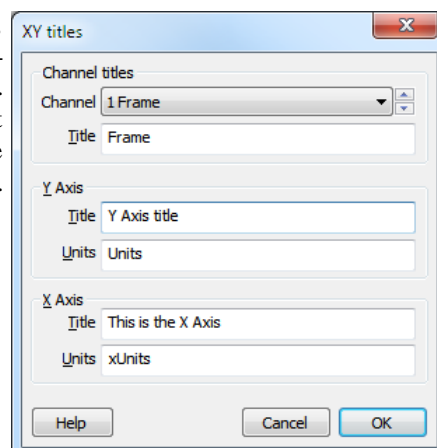 XY titles
Channel titles
Channel 1 Frame
Title Frame
Y Axis
Title Y Axis title
Units Units
X Axis
Title This is the X Axis
Units xUnits
Help Cancel OK